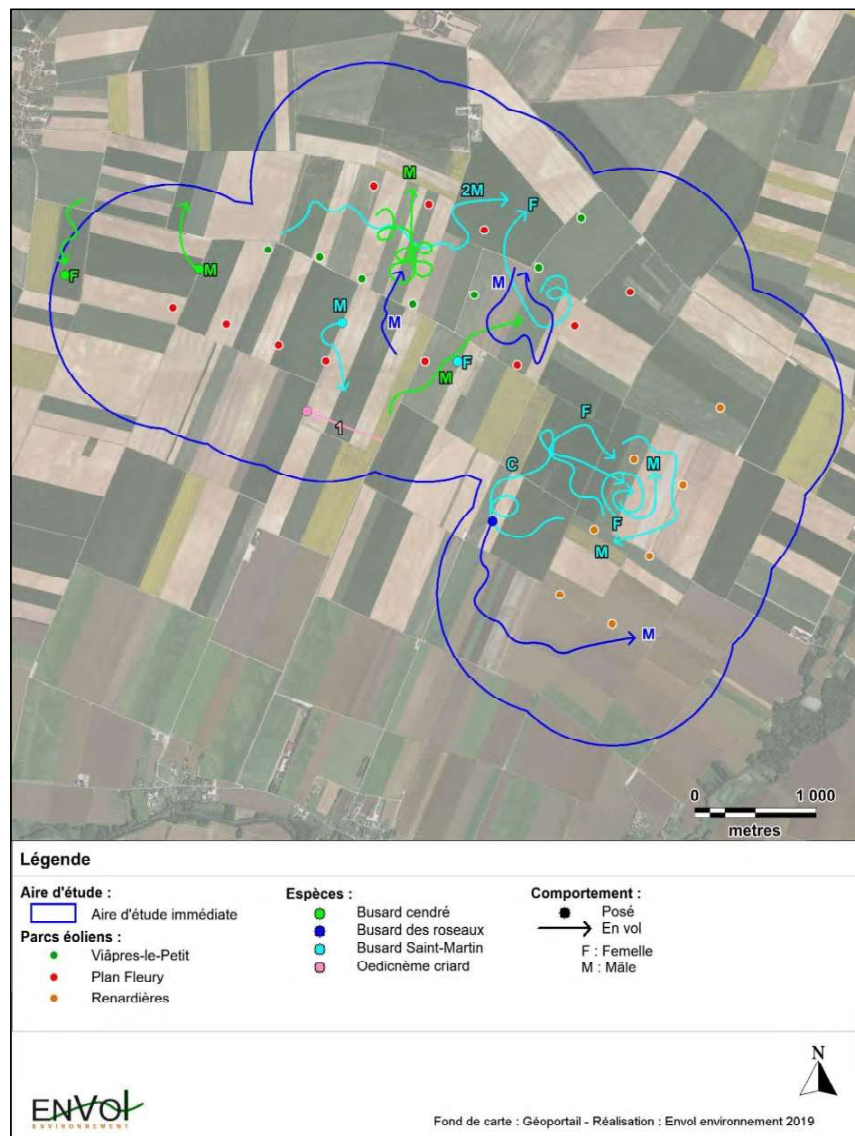 M
2M
F
F
M
M
M
M
F
M
1
F
C
M
F
M
M
0 1 000
metres
Légende
Aire d'étude :
Aire d'étude immédiate
Parcs éoliens :
Viâpres-le-Petit
Plan Fleury
Renardières
Espèces :
Busard cendré
Busard des roseaux
Busard Saint-Martin
Oedicnème criard
Comportement :
Posé
En vol
F : Femelle
M : Mâle
N
ENVOL
ENVIRONNEMENT
Fond de carte : Géoportail - Réalisation : Envol environnement 2019